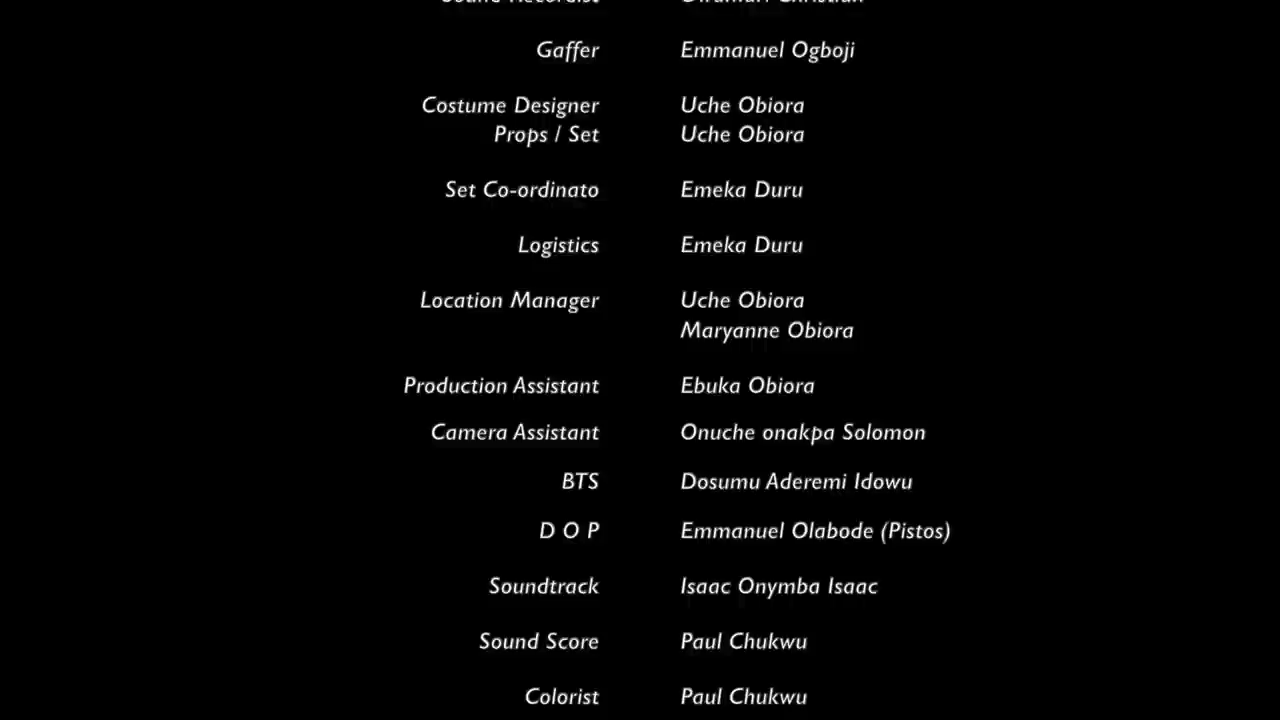 Gaffer Emmanuel Ogboji
Costume Designer Uche Obiora
Props / Set Uche Obiora
Set Co-ordinato Emeka Duru
Logistics Emeka Duru
Location Manager Uche Obiora
Maryanne Obiora
Production Assistant Ebuka Obiora
Camera Assistant Onuche onakpa Solomon
BTS Dosumu Aderemi Idowu
D O P Emmanuel Olabode (Pistos)
Soundtrack Isaac Onymba Isaac
Sound Score Paul Chukwu
Colorist Paul Chukwu